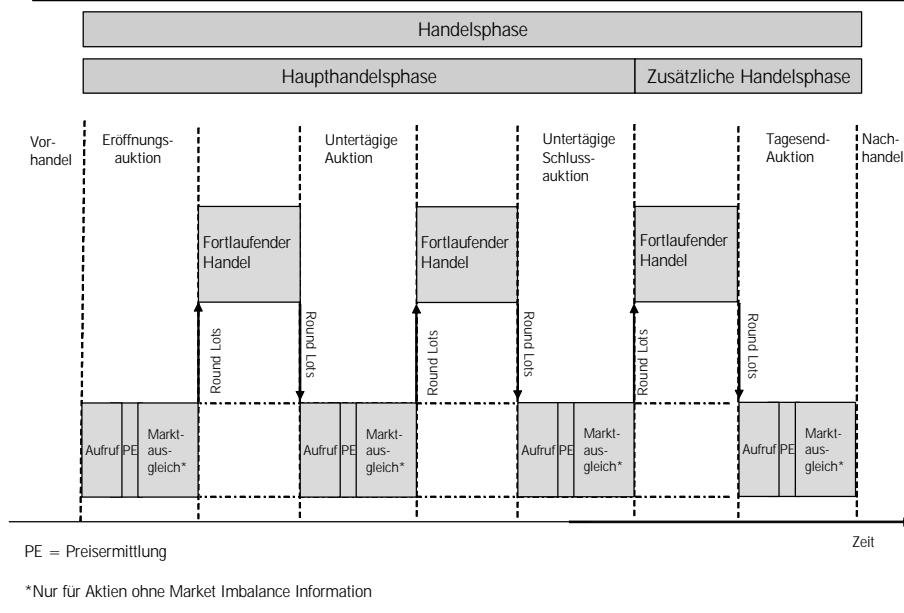 Handelsphase
Haupthandelsphase
Zusätzliche Handelsphase
Vor-
handel
Eröffnungs-
auktion
Untertägige
Auktion
Untertägige
Schluss-
auktion
Tagesend-
Auktion
Nach-
handel
Fortlaufender
Handel
Fortlaufender
Handel
Fortlaufender
Handel
Round Lots
Round Lots
Round Lots
Round Lots
Round Lots
Round Lots
Aufruf
PE
Markt-
aus-
gleich*
Aufruf
PE
Markt-
aus-
gleich*
Aufruf
PE
Markt-
aus-
gleich*
Aufruf
PE
Markt-
aus-
gleich*
Zeit
PE = Preisermittlung
*Nur für Aktien ohne Market Imbalance Information